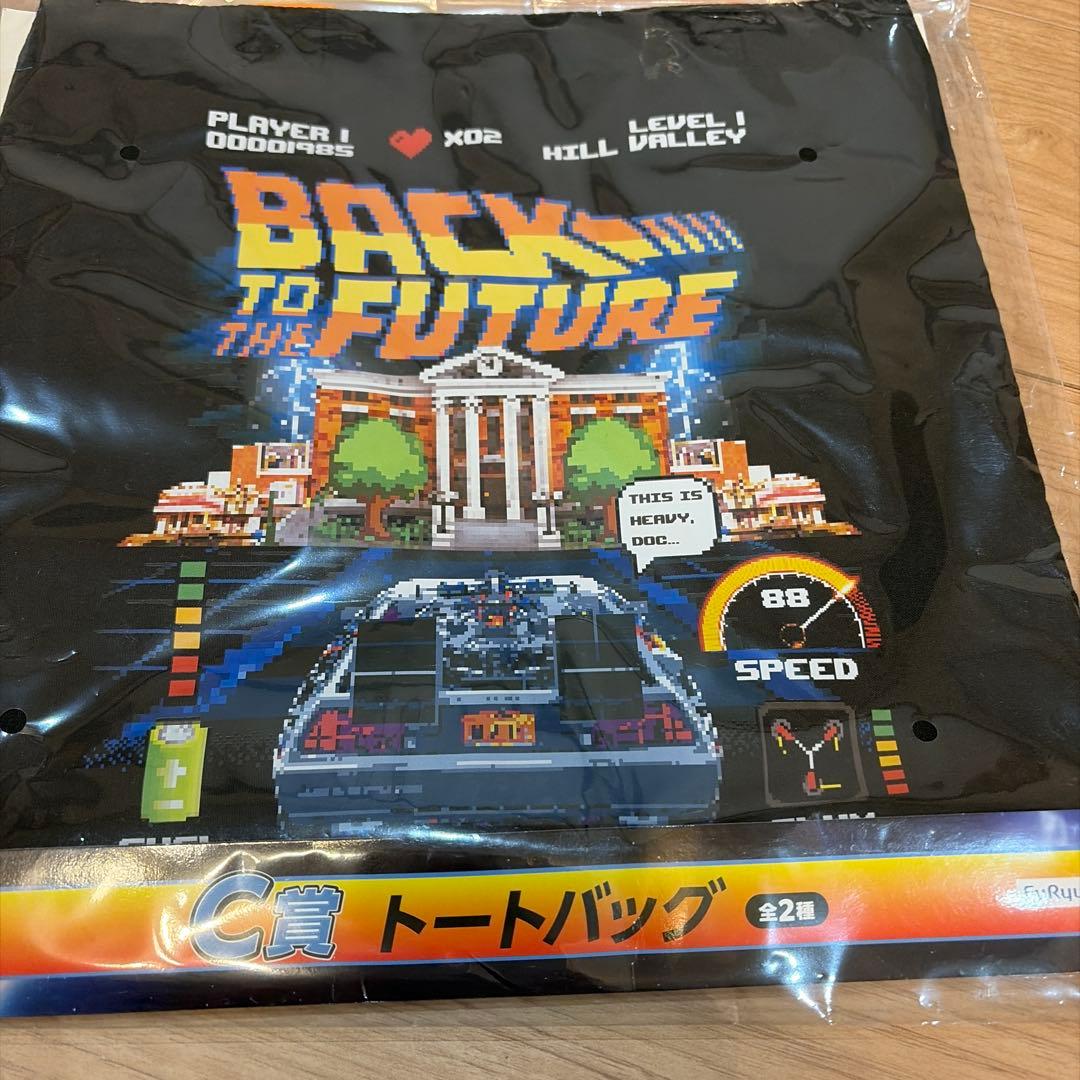 PLAYER 1
00001985
X02
LEVEL 1
HILL VALLEY
BACK
TO
THE
FUTURE
THIS IS
HEAVY,
DOC...
88
SPEED
C賞 トートバッグ 全2種
FuRyu